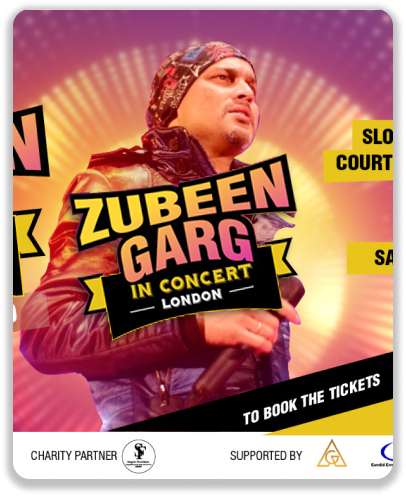 N
SLO
COURT
ZUBEEN
GARG
IN CONCERT
LONDON
SA
TO BOOK THE TICKETS
CHARITY PARTNER
SUPPORTED BY